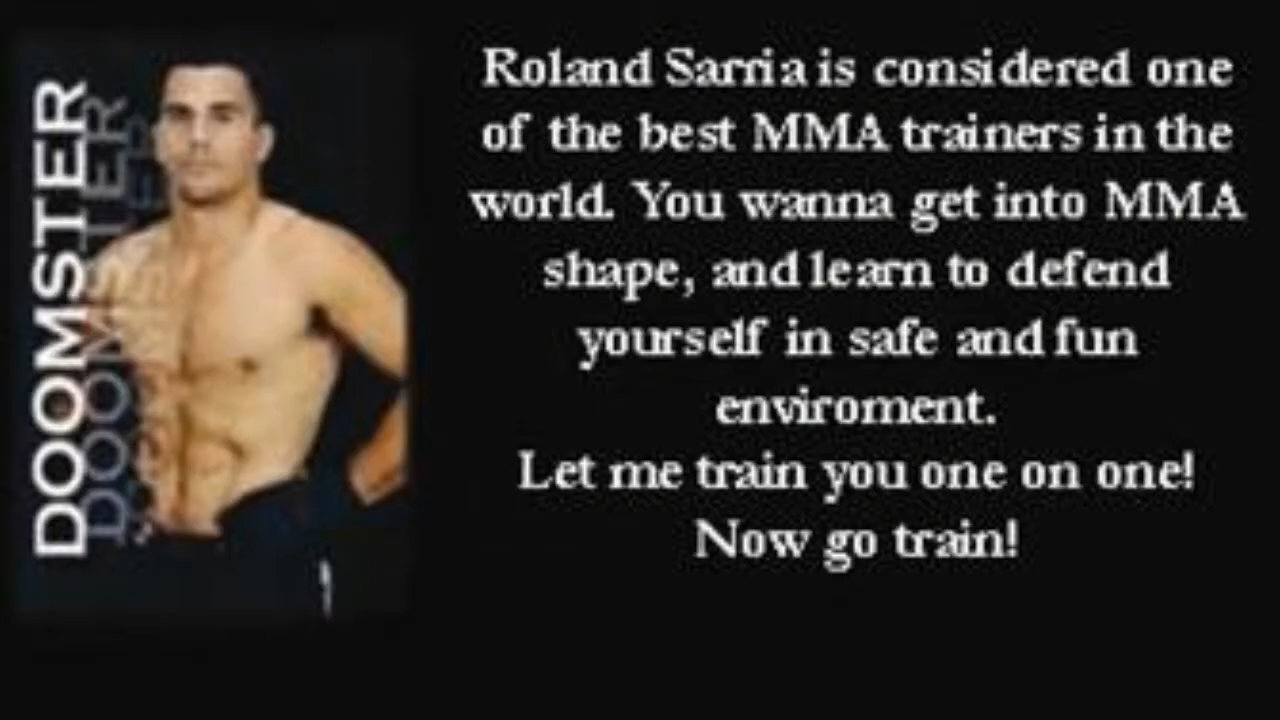 DOOMSTER
DOOMSTER
Roland Sarria is considered one
of the best MMA trainers in the
world. You wanna get into MMA
shape, and learn to defend
yourself in safe and fun
enviroment.
Let me train you one on one!
Now go train!